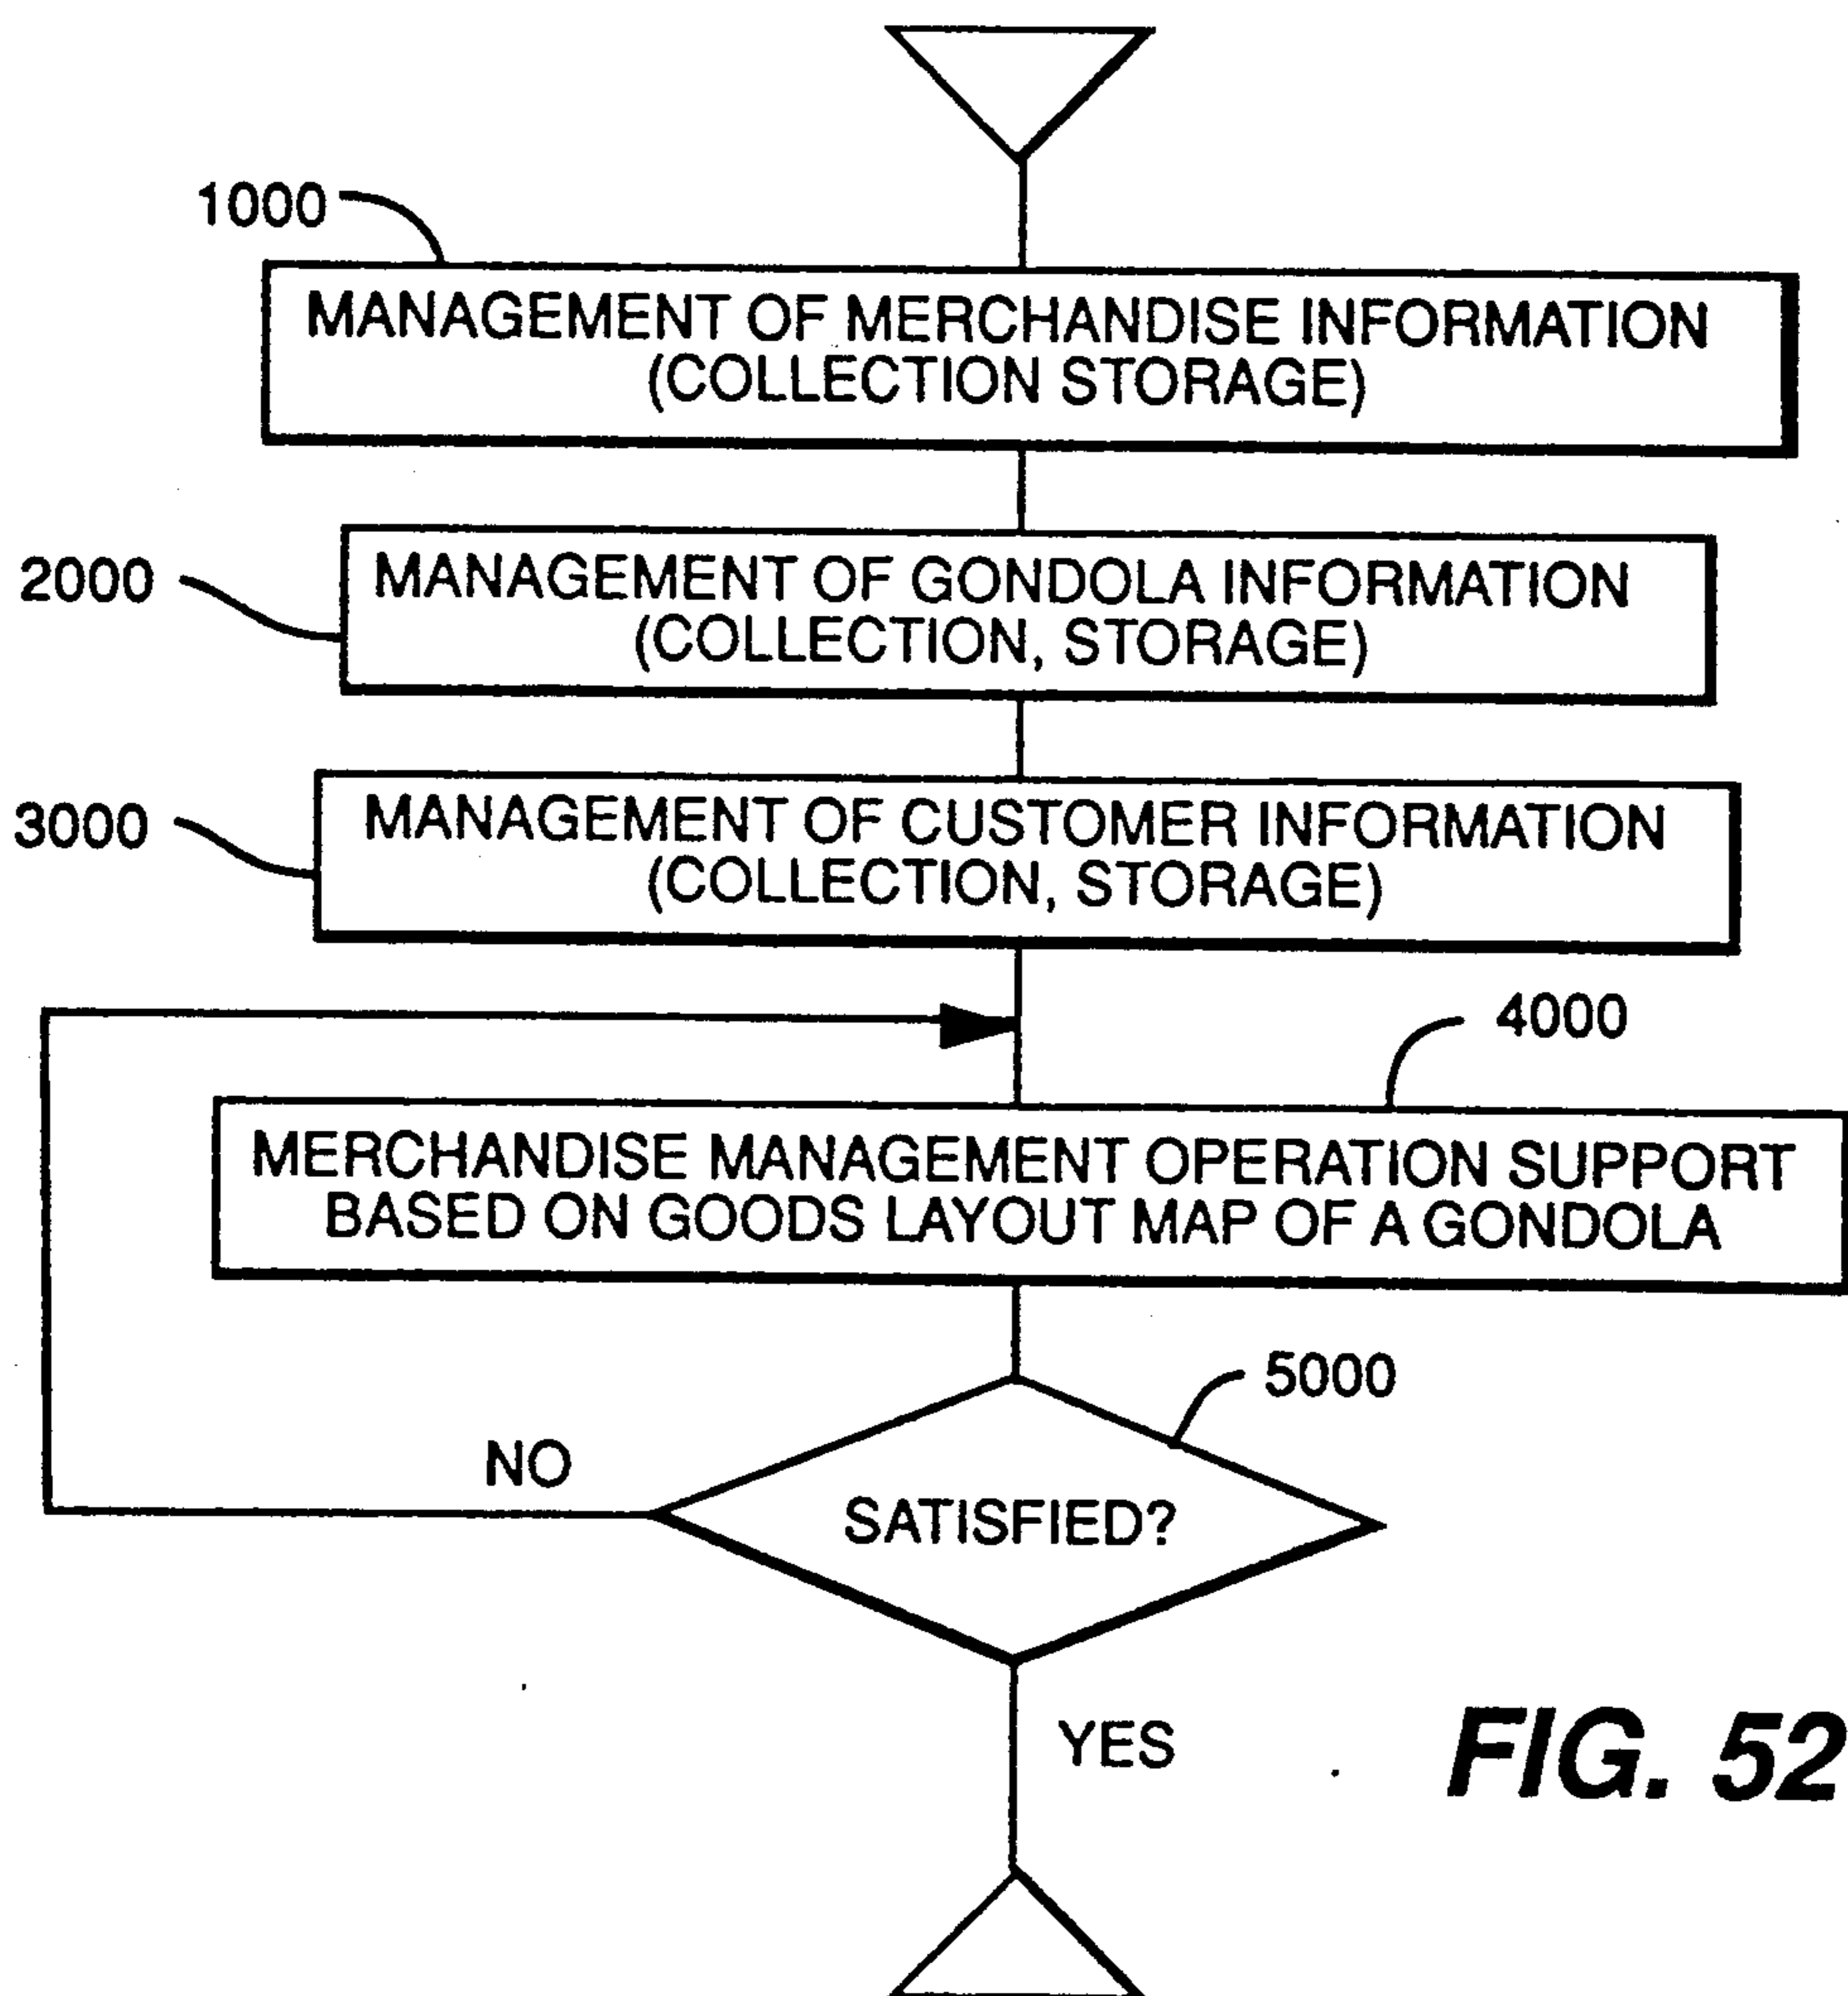 1000
MANAGEMENT OF MERCHANDISE INFORMATION
(COLLECTION STORAGE)
2000
MANAGEMENT OF GONDOLA INFORMATION
(COLLECTION, STORAGE)
3000
MANAGEMENT OF CUSTOMER INFORMATION
(COLLECTION, STORAGE)
4000
MERCHANDISE MANAGEMENT OPERATION SUPPORT
BASED ON GOODS LAYOUT MAP OF A GONDOLA
5000
NO
SATISFIED?
YES
FIG. 52